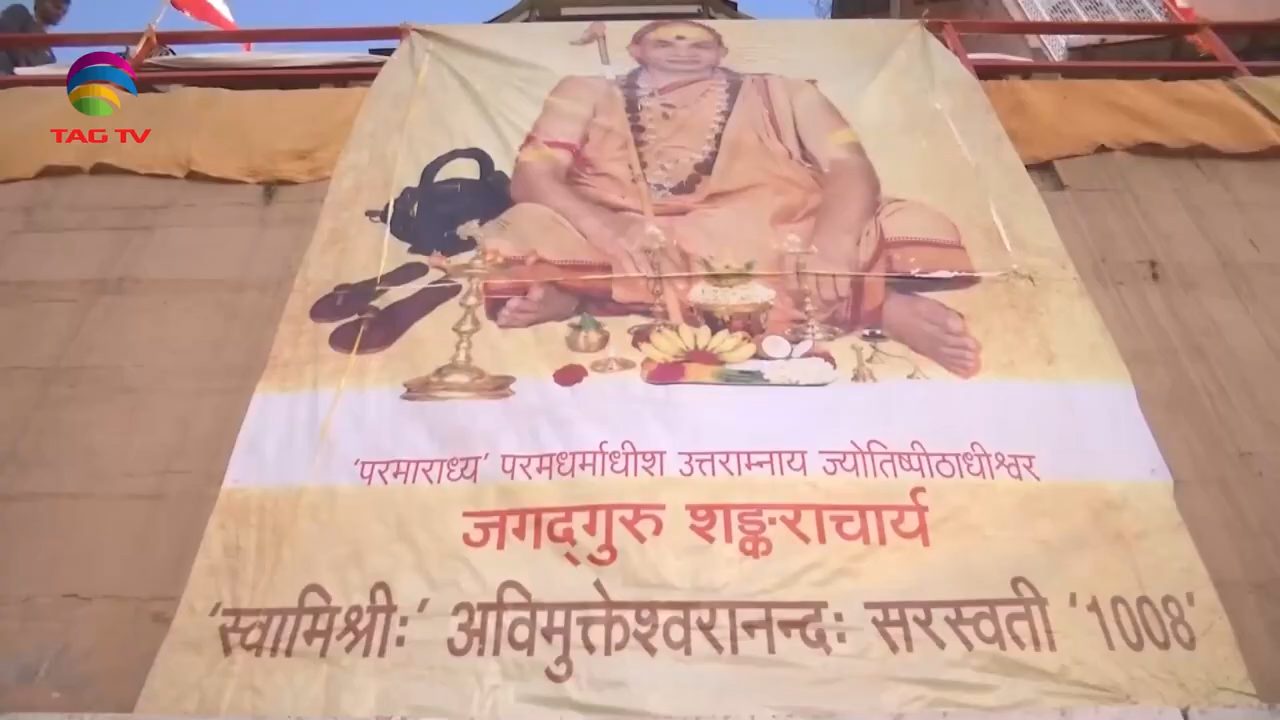 TAG TV
'परमाराध्य' परमधर्माधीश उत्तराम्नाय ज्योतिष्पीठाधीश्वर
जगद्‌गुरु शङ्कराचार्य
'स्वामिश्रीः' अविमुक्तेश्वरानन्दः सरस्वती '1008'